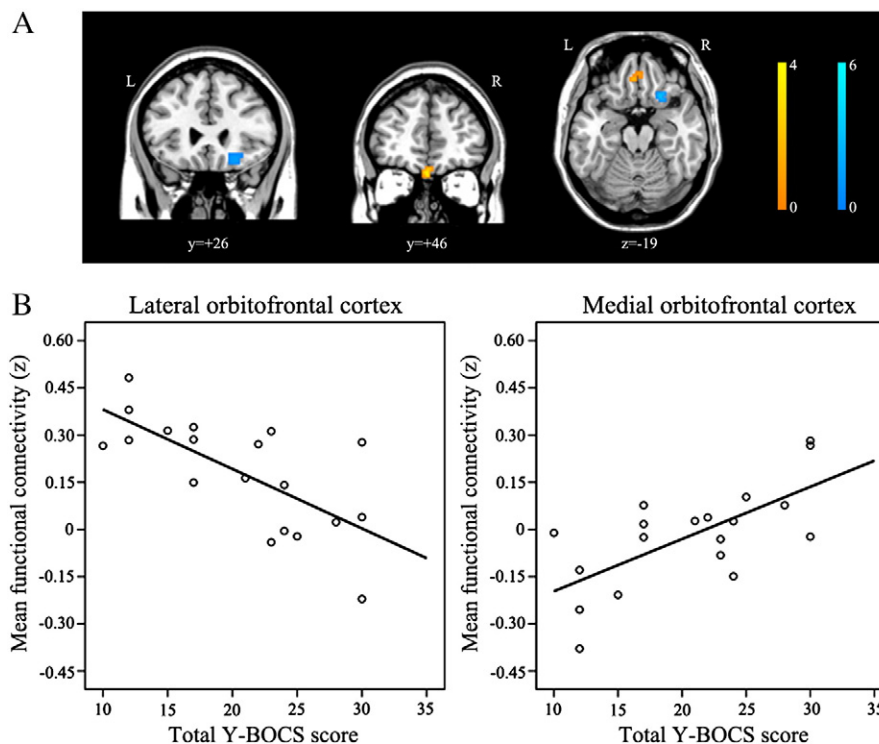 A
L
R
L
R
4
0
6
0
y=+26
y=+46
z=-19
B
Lateral orbitofrontal cortex
Mean functional connectivity (z)
0.60
0.45
0.30
0.15
0
-0.15
-0.30
-0.45
10 15 20 25 30 35
Total Y-BOCS score
Medial orbitofrontal cortex
Mean functional connectivity (z)
0.60
0.45
0.30
0.15
0
-0.15
-0.30
-0.45
10 15 20 25 30 35
Total Y-BOCS score